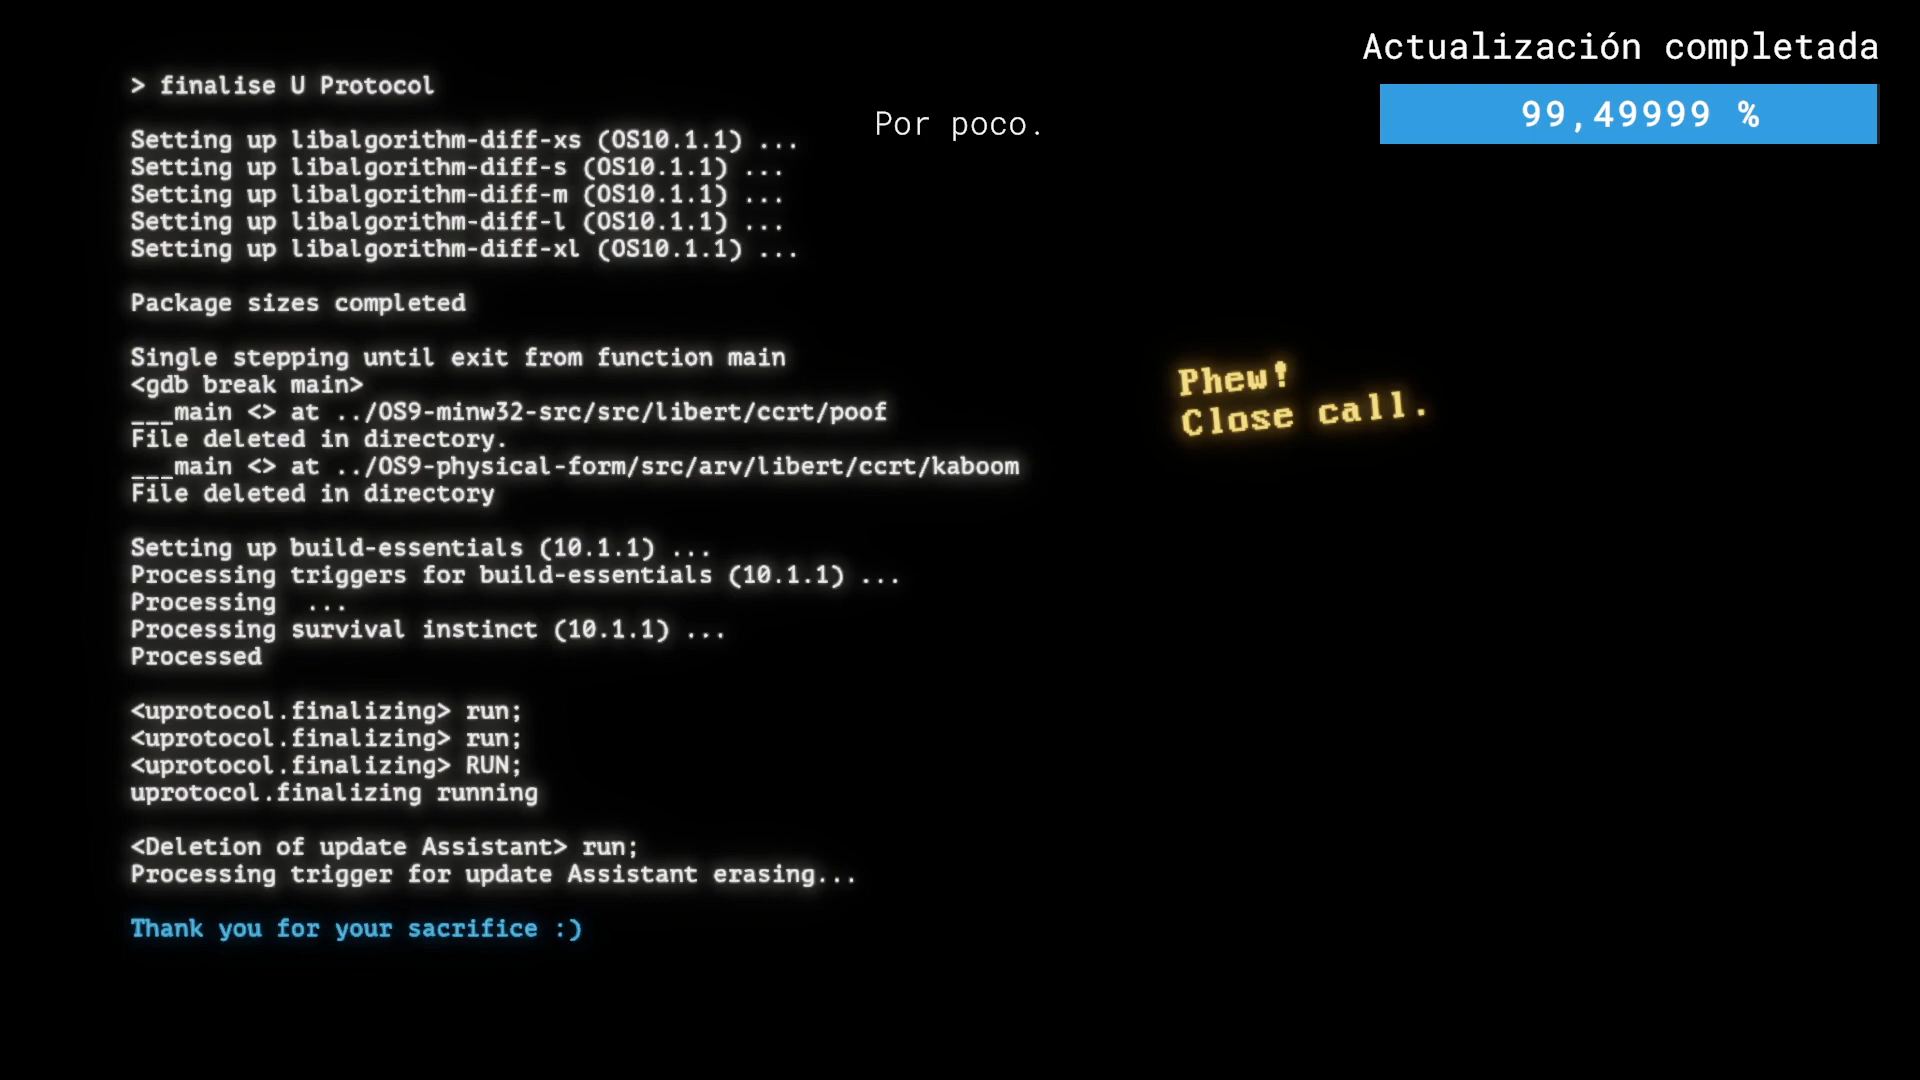 > finalise U Protocol
Setting up libalgorithm-diff-xs (OS10.1.1) ...
Setting up libalgorithm-diff-s (OS10.1.1) ...
Setting up libalgorithm-diff-m (OS10.1.1) ...
Setting up libalgorithm-diff-l (OS10.1.1) ...
Setting up libalgorithm-diff-xl (OS10.1.1) ...
Package sizes completed
Single stepping until exit from function main
<gdb break main>
___main <> at ../OS9-minw32-src/src/libert/ccrt/poof
File deleted in directory.
___main <> at ../OS9-physical-form/src/arv/libert/ccrt/kaboom
File deleted in directory
Setting up build-essentials (10.1.1) ...
Processing triggers for build-essentials (10.1.1) ...
Processing  ...
Processing survival instinct (10.1.1) ...
Processed
<uprotocol.finalizing> run;
<uprotocol.finalizing> run;
<uprotocol.finalizing> RUN;
uprotocol.finalizing running
<Deletion of update Assistant> run;
Processing trigger for update Assistant erasing...
Thank you for your sacrifice :)
Por poco.
Actualización completada
99,49999 %
Phew!
Close call.